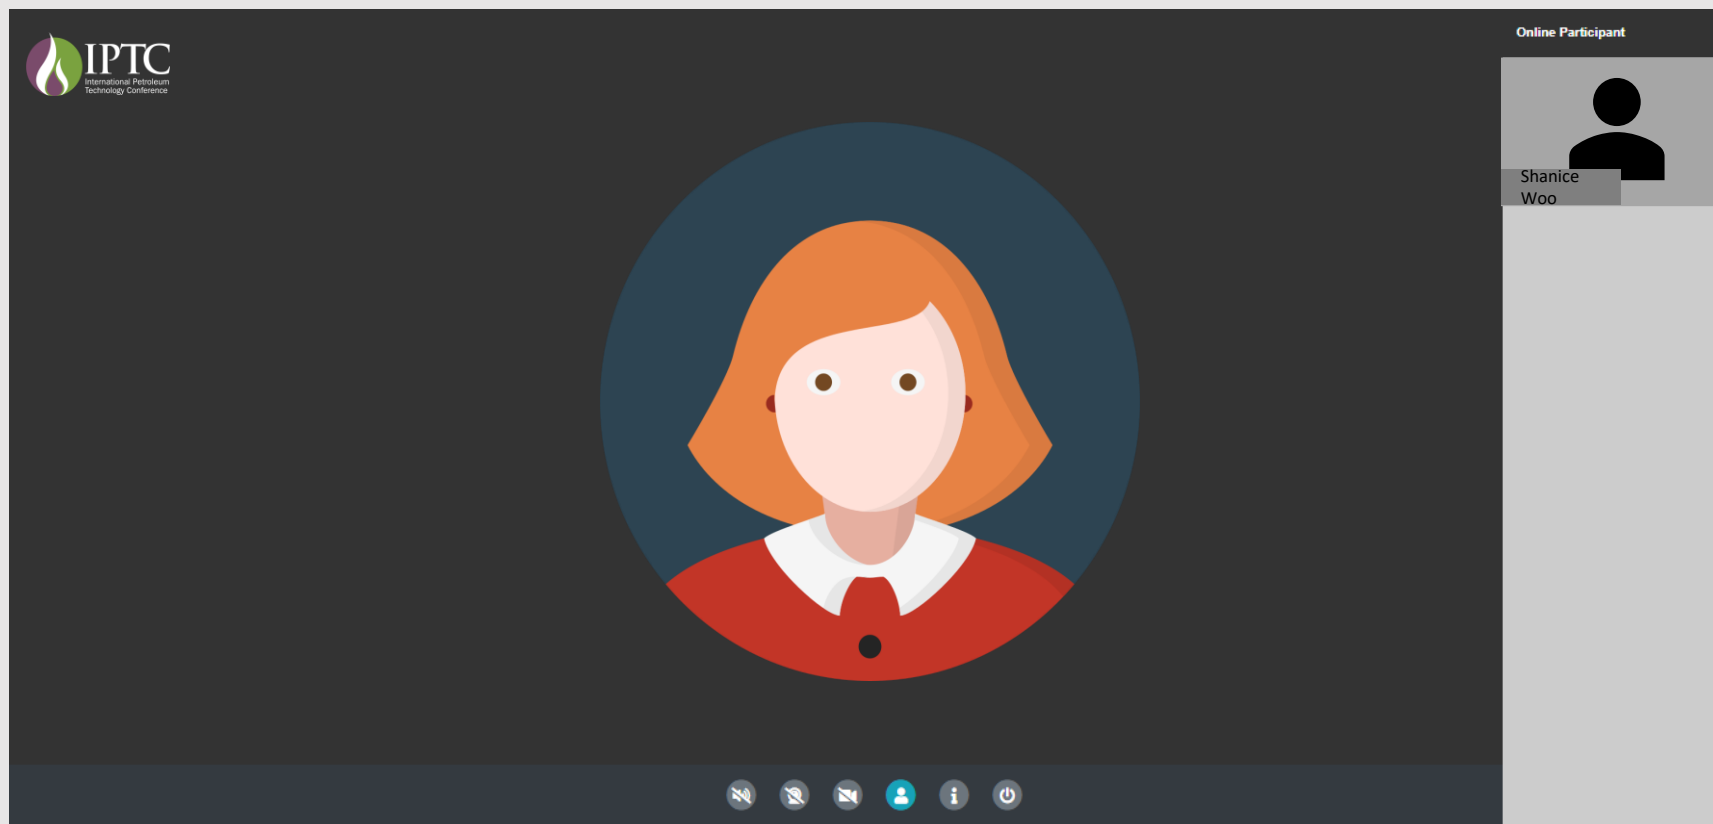 IPTC
International Petroleum
Technology Conference
Online Participant
Shanice
Woo